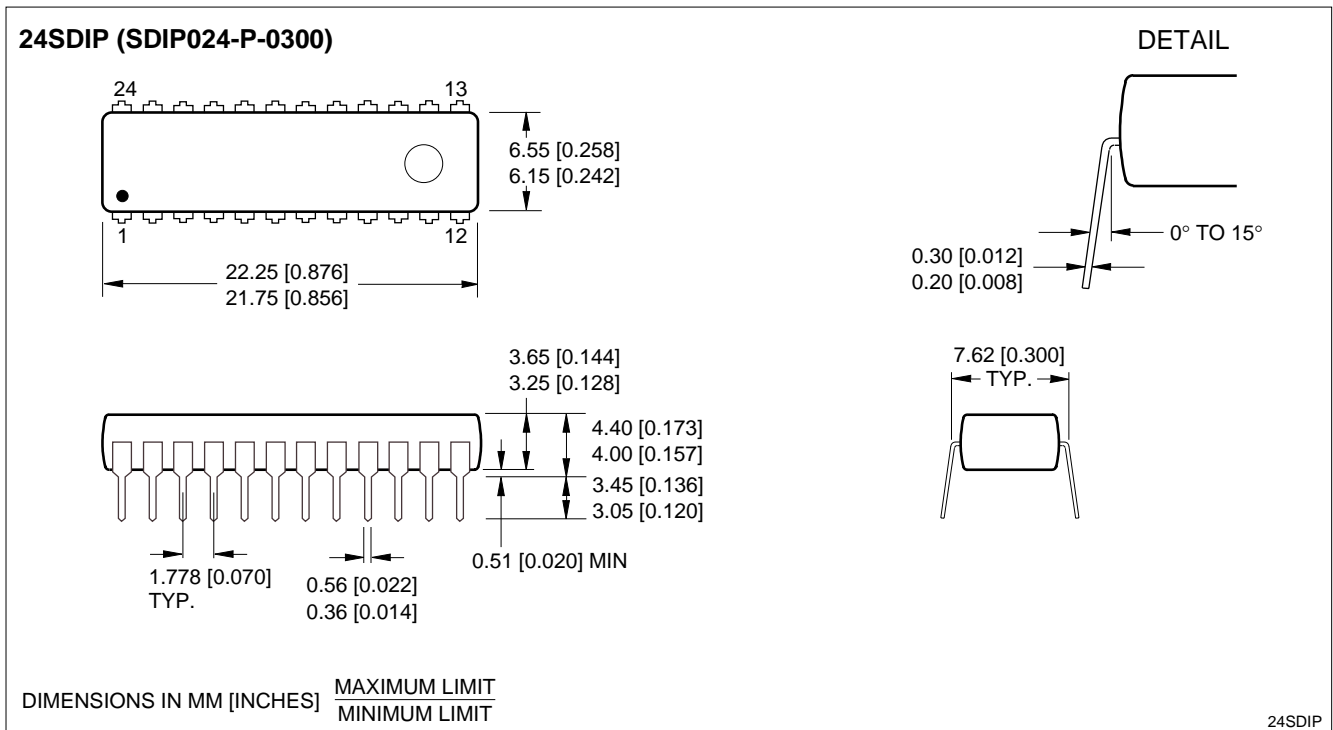 24SDIP (SDIP024-P-0300)
DETAIL
24
13
6.55 [0.258]
6.15 [0.242]
1
12
22.25 [0.876]
21.75 [0.856]
0° TO 15°
0.30 [0.012]
0.20 [0.008]
3.65 [0.144]
3.25 [0.128]
4.40 [0.173]
4.00 [0.157]
3.45 [0.136]
3.05 [0.120]
0.51 [0.020] MIN
1.778 [0.070]
TYP.
0.56 [0.022]
0.36 [0.014]
7.62 [0.300]
TYP.
DIMENSIONS IN MM [INCHES]
MAXIMUM LIMIT
MINIMUM LIMIT
24SDIP